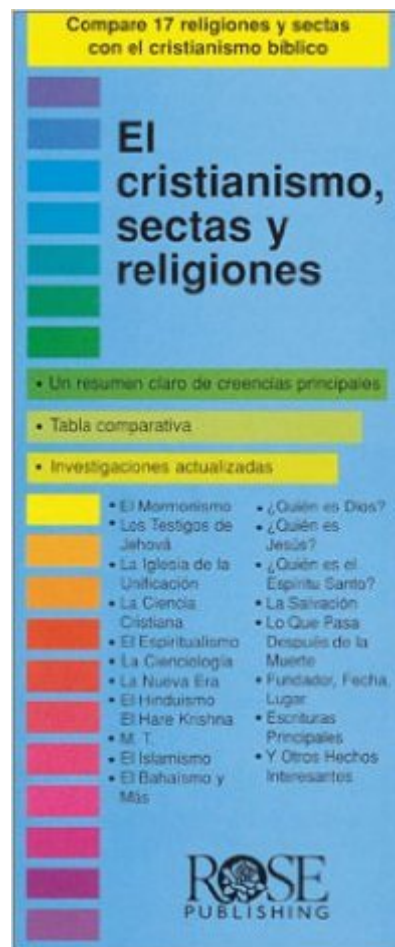 Compare 17 religiones y sectas
con el cristianismo bíblico
El
cristianismo,
sectas y
religiones
• Un resumen claro de creencias principales
• Tabla comparativa
• Investigaciones actualizadas
• El Mormonismo
• Los Testigos de
Jehová
• La Iglesia de la
Unificación
• La Ciencia
Cristiana
• El Espiritualismo
• La Cienciología
• La Nueva Era
• El Hinduismo
El Hare Krishna
• M. T.
• El Islamismo
• El Bahaísmo y
Más
• ¿Quién es Dios?
• ¿Quién es
Jesús?
• ¿Quién es el
Espíritu Santo?
• La Salvación
• Lo Que Pasa
Después de la
Muerte
• Fundador, Fecha,
Lugar
• Escrituras
Principales
• Y Otros Hechos
Interesantes
ROSE
PUBLISHING